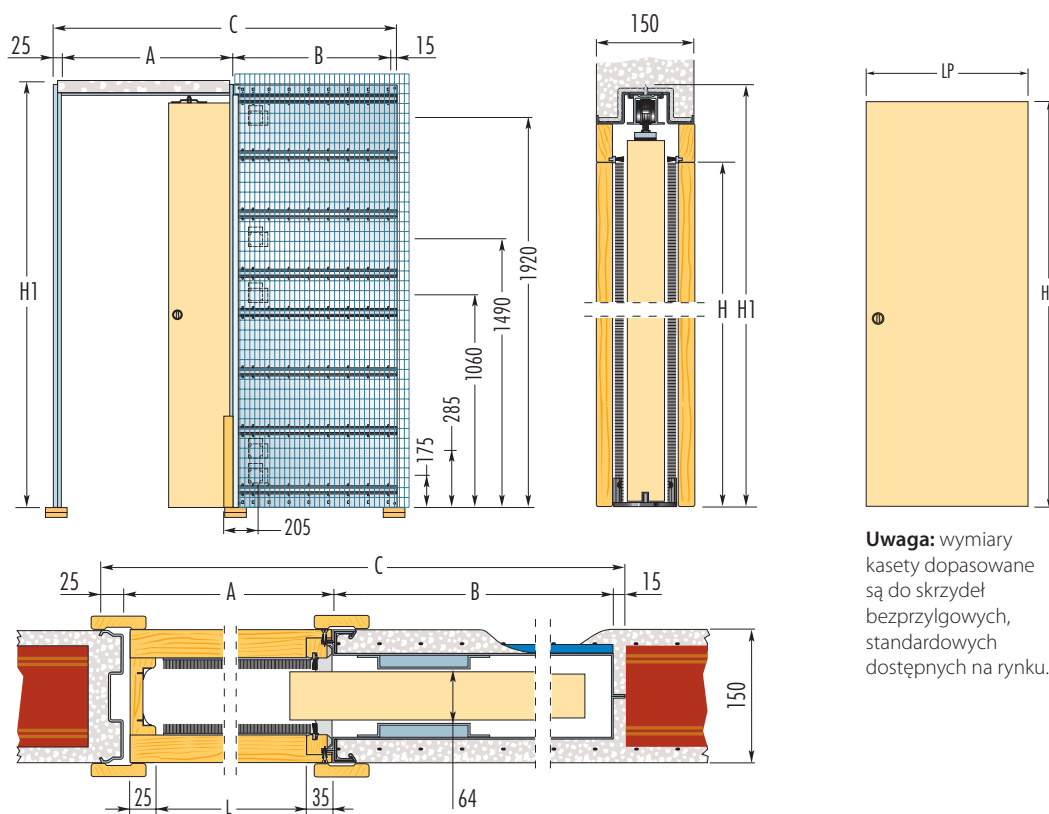 C
25
A
B
15
H1
1920
1490
1060
285
175
205
150
H
H1
LP
H
Uwaga: wymiary
kasety dopasowane
są do skrzydeł
bezprzylgowych,
standardowych
dostępnych na rynku.
C
25
A
B
15
150
25
L
35
64